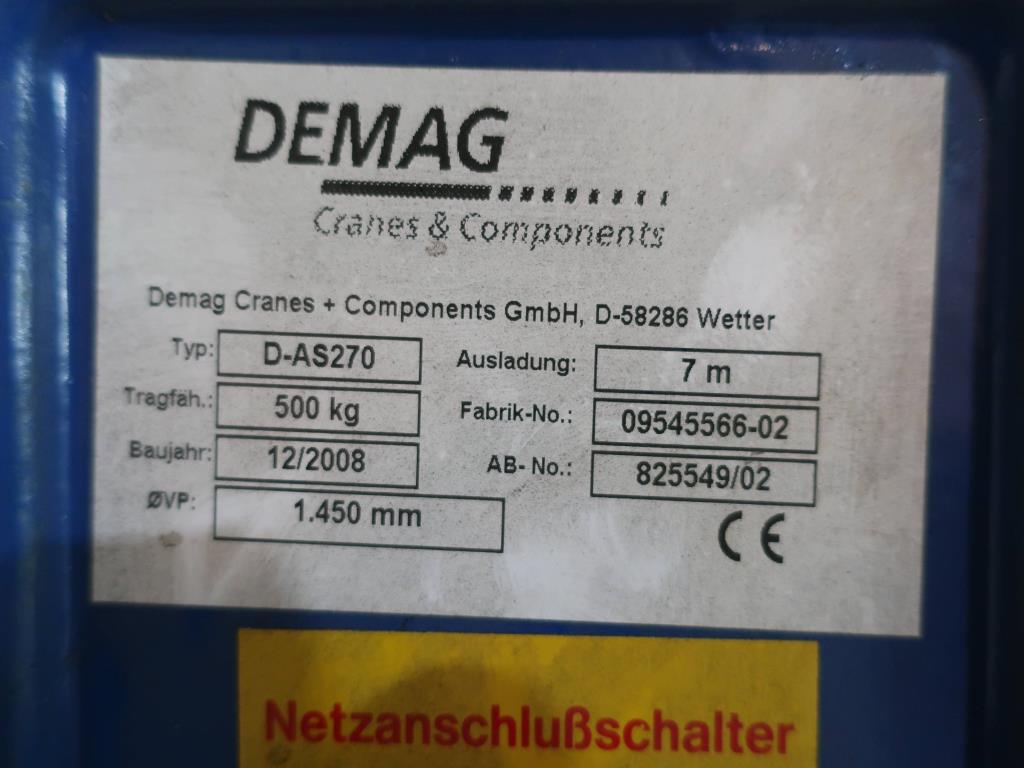 DEMAG
Cranes & Components
Demag Cranes + Components GmbH, D-58286 Wetter
Typ: D-AS270 Ausladung: 7 m
Tragfäh.: 500 kg Fabrik-No.: 09545566-02
Baujahr: 12/2008 AB-No.: 825549/02
ØVP: 1.450 mm
CE
Netzanschlußschalter